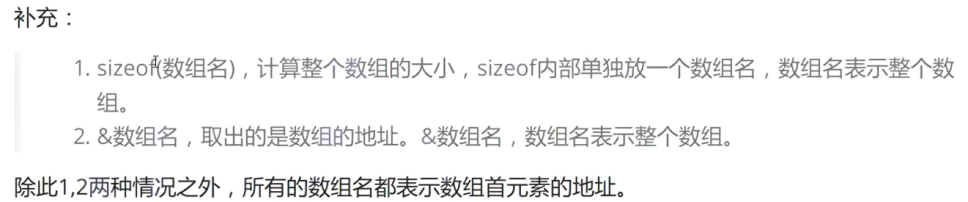 补充：
1. sizeof(数组名)，计算整个数组的大小，sizeof内部单独放一个数组名，数组名表示整个数
组。
2. &数组名，取出的是数组的地址。&数组名，数组名表示整个数组。
除此1,2两种情况之外，所有的数组名都表示数组首元素的地址。